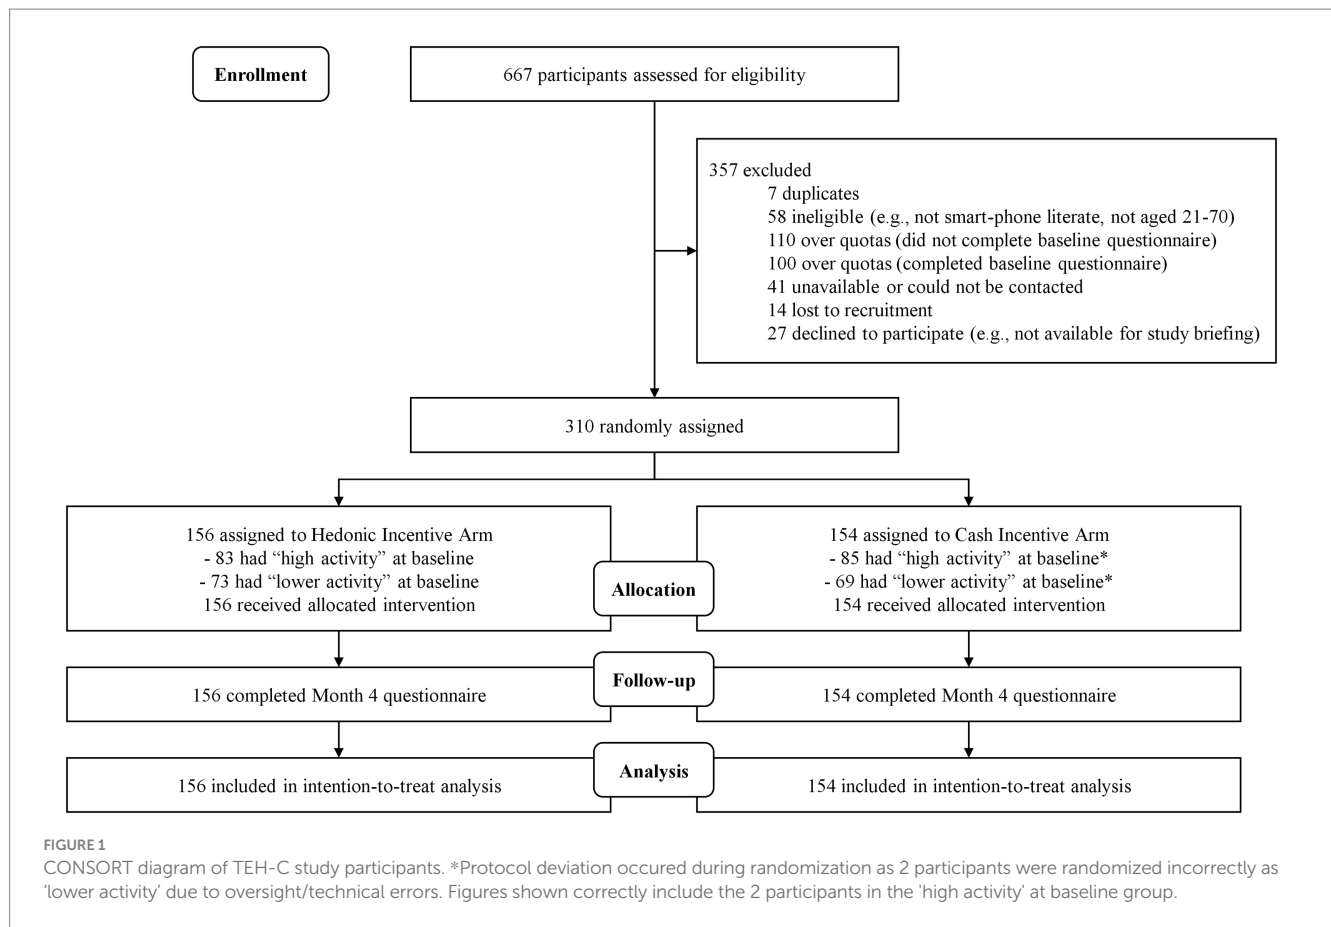 Enrollment
667 participants assessed for eligibility
357 excluded
7 duplicates
58 ineligible (e.g., not smart-phone literate, not aged 21-70)
110 over quotas (did not complete baseline questionnaire)
100 over quotas (completed baseline questionnaire)
41 unavailable or could not be contacted
14 lost to recruitment
27 declined to participate (e.g., not available for study briefing)
310 randomly assigned
156 assigned to Hedonic Incentive Arm
- 83 had “high activity” at baseline
- 73 had “lower activity” at baseline
156 received allocated intervention
Allocation
154 assigned to Cash Incentive Arm
- 85 had “high activity” at baseline*
- 69 had “lower activity” at baseline*
154 received allocated intervention
156 completed Month 4 questionnaire
Follow-up
154 completed Month 4 questionnaire
156 included in intention-to-treat analysis
Analysis
154 included in intention-to-treat analysis
FIGURE 1
CONSORT diagram of TEH-C study participants. *Protocol deviation occured during randomization as 2 participants were randomized incorrectly as
‘lower activity’ due to oversight/technical errors. Figures shown correctly include the 2 participants in the 'high activity' at baseline group.